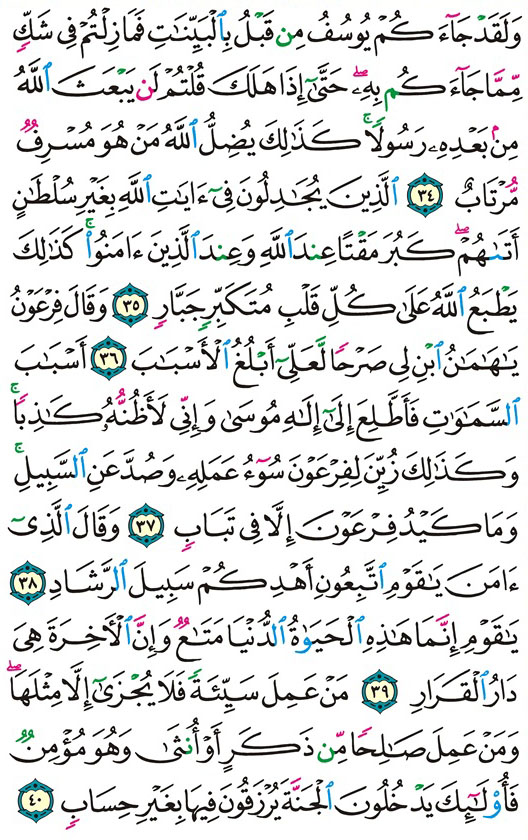 وَلَقَدْ جَآءَكُمْ يُوسُفُ مِن قَبْلُ بِٱلْبَيِّنَـٰتِ فَمَا زِلْتُمْ فِى شَكٍّ
مِّمَّا جَآءَكُم بِهِۦ ۖ حَتَّىٰٓ إِذَا هَلَكَ قُلْتُمْ لَن يَبْعَثَ ٱللَّهُ
مِنۢ بَعْدِهِۦ رَسُولًا ۚ كَذَٰلِكَ يُضِلُّ ٱللَّهُ مَنْ هُوَ مُسْرِفٌ
مُّرْتَابٌ ٣٤ ٱلَّذِينَ يُجَـٰدِلُونَ فِىٓ ءَايَـٰتِ ٱللَّهِ بِغَيْرِ سُلْطَـٰنٍ
أَتَىٰهُمْ ۖ كَبُرَ مَقْتًا عِندَ ٱللَّهِ وَعِندَ ٱلَّذِينَ ءَامَنُوا۟ ۚ كَذَٰلِكَ
يَطْبَعُ ٱللَّهُ عَلَىٰ كُلِّ قَلْبِ مُتَكَبِّرٍ جَبَّارٍ ٣٥ وَقَالَ فِرْعَوْنُ
يَـٰهَـٰمَـٰنُ ٱبْنِ لِى صَرْحًا لَّعَلِّىٓ أَبْلُغُ ٱلْأَسْبَـٰبَ ٣٦ أَسْبَـٰبَ
ٱلسَّمَـٰوَٰتِ فَأَطَّلِعَ إِلَىٰٓ إِلَـٰهِ مُوسَىٰ وَإِنِّى لَأَظُنُّهُۥ كَـٰذِبًا ۚ
وَكَذَٰلِكَ زُيِّنَ لِفِرْعَوْنَ سُوٓءُ عَمَلِهِۦ وَصُدَّ عَنِ ٱلسَّبِيلِ ۚ
وَمَا كَيْدُ فِرْعَوْنَ إِلَّا فِى تَبَابٍ ٣٧ وَقَالَ ٱلَّذِىٓ
ءَامَنَ يَـٰقَوْمِ ٱتَّبِعُونِ أَهْدِكُمْ سَبِيلَ ٱلرَّشَادِ ٣٨
يَـٰقَوْمِ إِنَّمَا هَـٰذِهِ ٱلْحَيَوٰةُ ٱلدُّنْيَا مَتَـٰعٌ وَإِنَّ ٱلْـَٔاخِرَةَ هِىَ
دَارُ ٱلْقَرَارِ ٣٩ مَنْ عَمِلَ سَيِّئَةً فَلَا يُجْزَىٰٓ إِلَّا مِثْلَهَا ۖ
وَمَنْ عَمِلَ صَـٰلِحًا مِّن ذَكَرٍ أَوْ أُنثَىٰ وَهُوَ مُؤْمِنٌ
فَأُو۟لَـٰٓئِكَ يَدْخُلُونَ ٱلْجَنَّةَ يُرْزَقُونَ فِيهَا بِغَيْرِ حِسَابٍ ٤٠